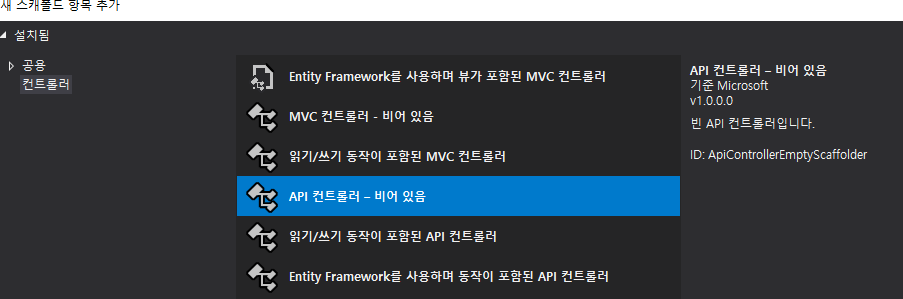 새 스캐폴드 항목 추가
설치됨
공용
컨트롤러
Entity Framework를 사용하며 뷰가 포함된 MVC 컨트롤러
MVC 컨트롤러 - 비어 있음
읽기/쓰기 동작이 포함된 MVC 컨트롤러
API 컨트롤러 – 비어 있음
읽기/쓰기 동작이 포함된 API 컨트롤러
Entity Framework를 사용하며 동작이 포함된 API 컨트롤러
API 컨트롤러 – 비어 있음
기준 Microsoft
v1.0.0.0
빈 API 컨트롤러입니다.
ID: ApiControllerEmptyScaffolder